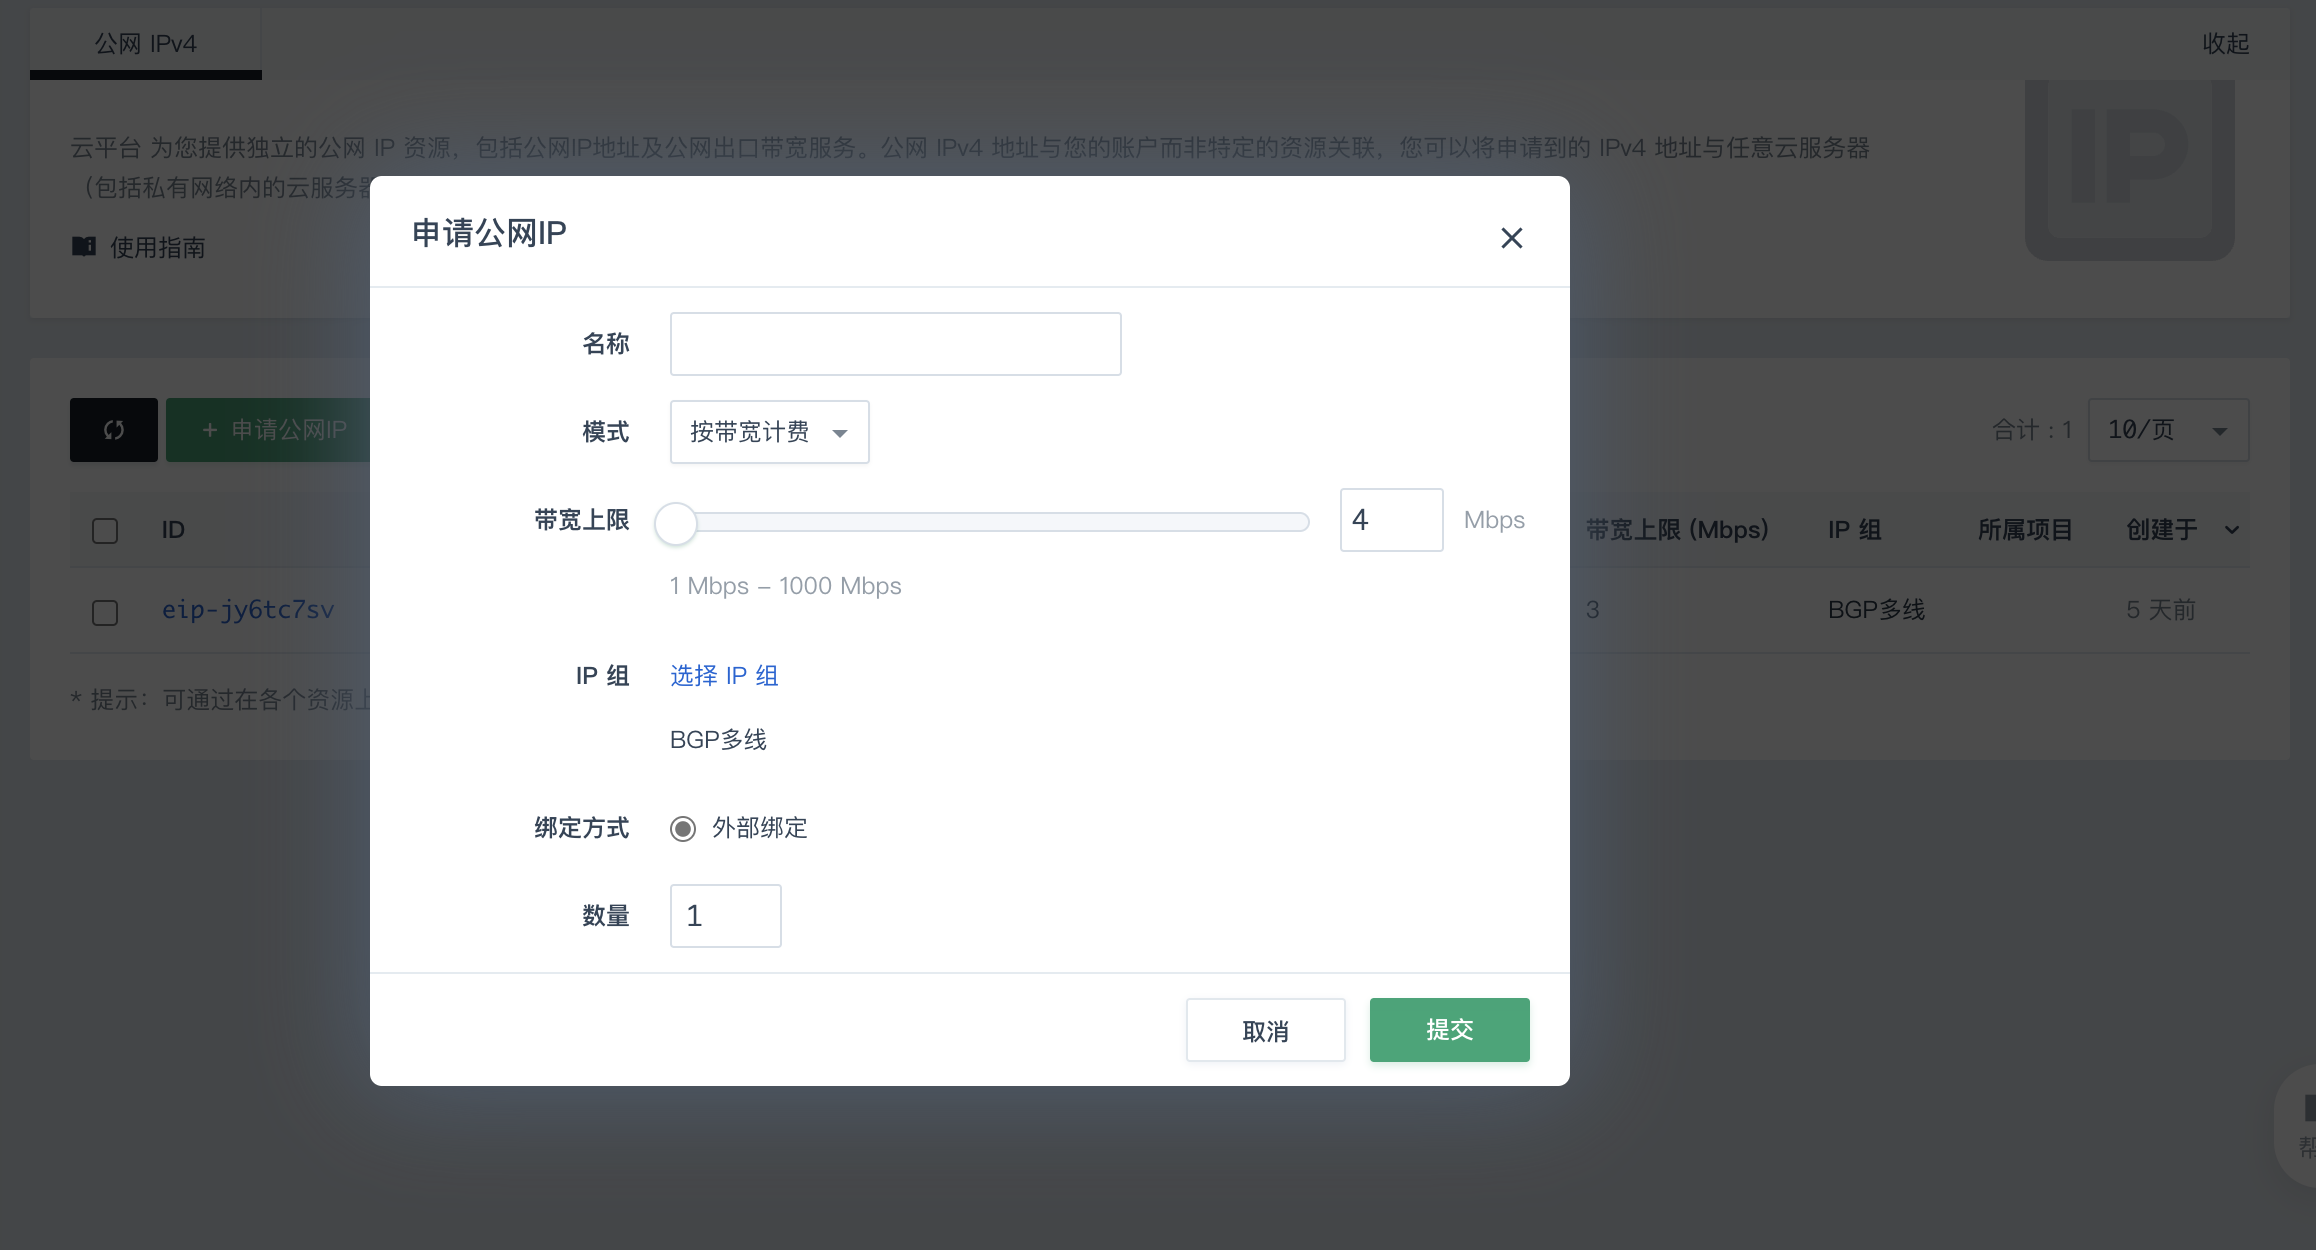 公网 IPv4
收起
云平台 为您提供独立的公网 IP 资源，包括公网IP地址及公网出口带宽服务。公网 IPv4 地址与您的账户而非特定的资源关联，您可以将申请到的 IPv4 地址与任意云服务器
（包括私有网络内的云服务器
使用指南
申请公网IP
名称
模式 按带宽计费
+ 申请公网IP
合计：1 10/页
带宽上限 4 Mbps
1 Mbps – 1000 Mbps
ID 带宽上限 (Mbps) IP 组 所属项目 创建于
eip-jy6tc7sv 3 BGP多线 5 天前
IP 组 选择 IP 组
* 提示：可通过在各个资源上
BGP多线
绑定方式 外部绑定
数量 1
取消 提交